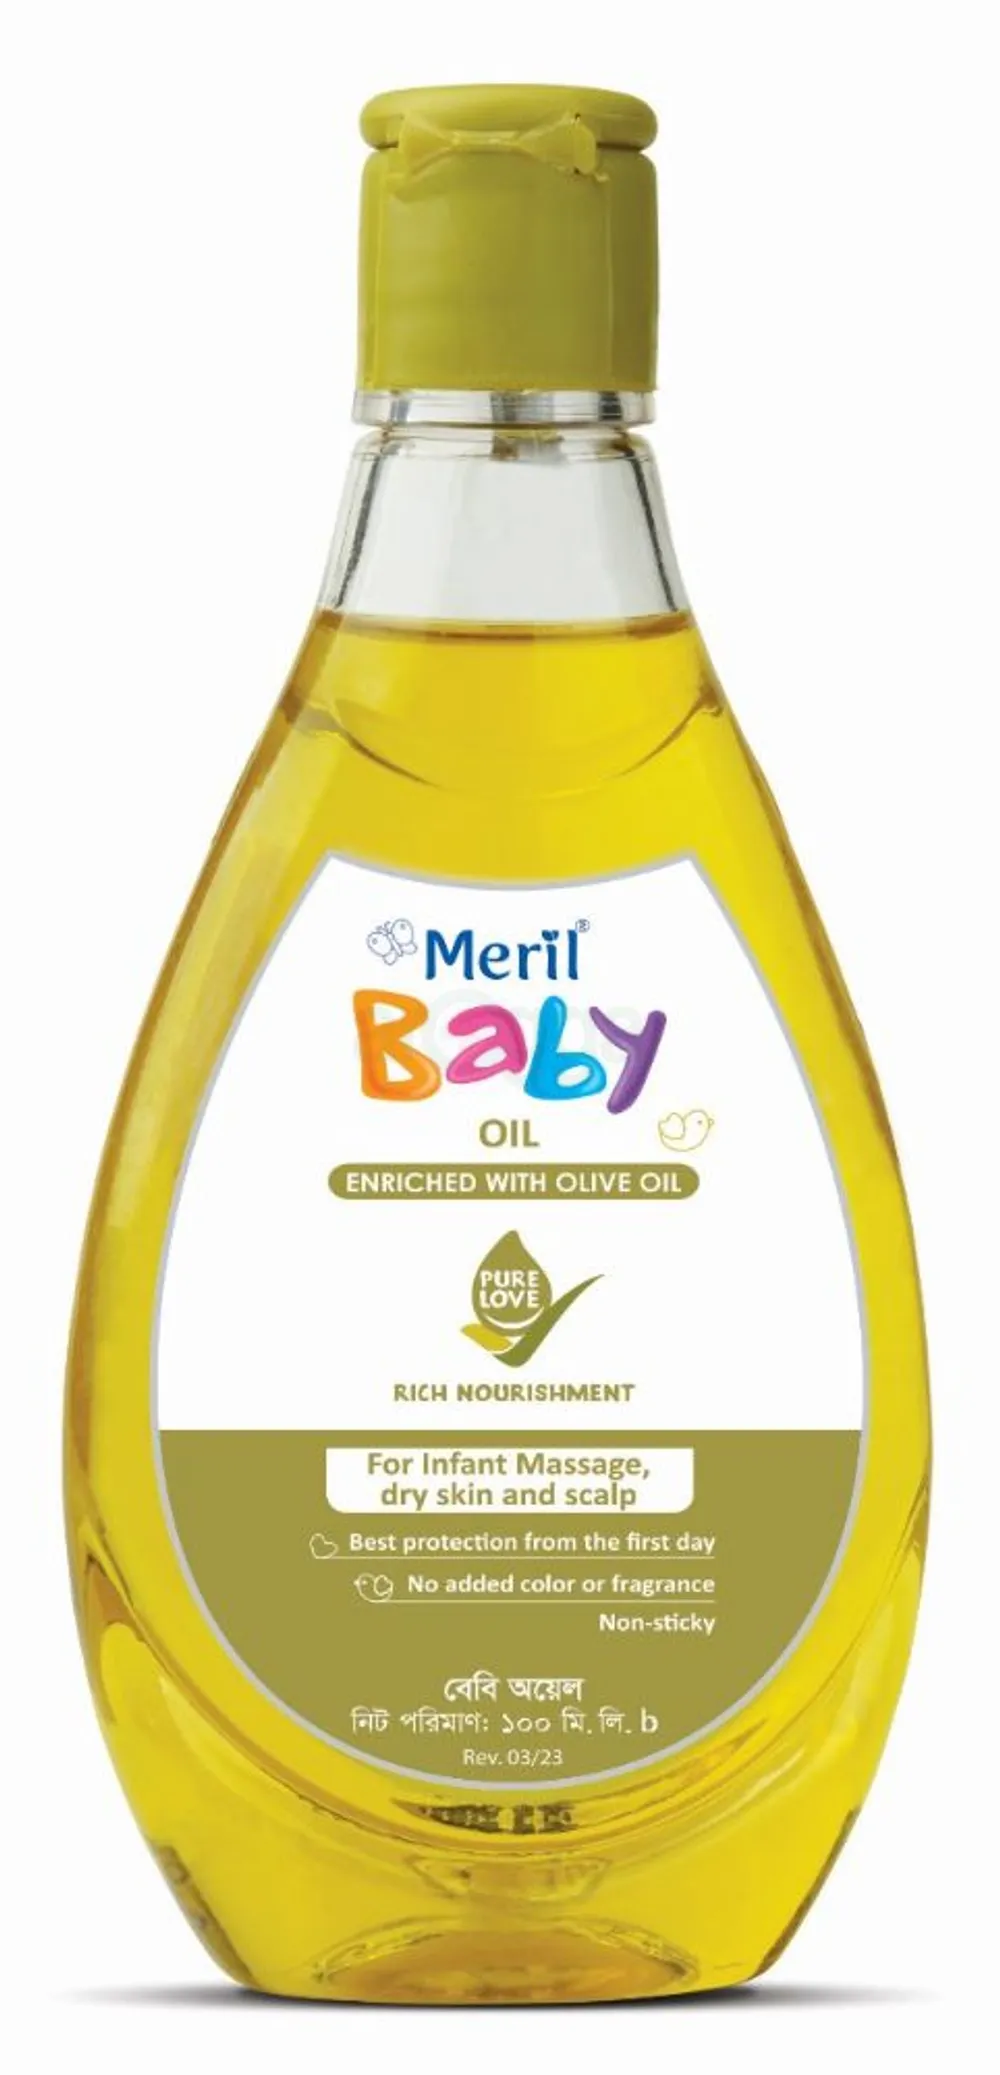 Meril®
Baby
OIL
ENRICHED WITH OLIVE OIL
PURE
LOVE
RICH NOURISHMENT
For Infant Massage,
dry skin and scalp
Best protection from the first day
No added color or fragrance
Non-sticky
বেবি অয়েল
নিট পরিমাণ: ১০০ মি. লি. b
Rev. 03/23